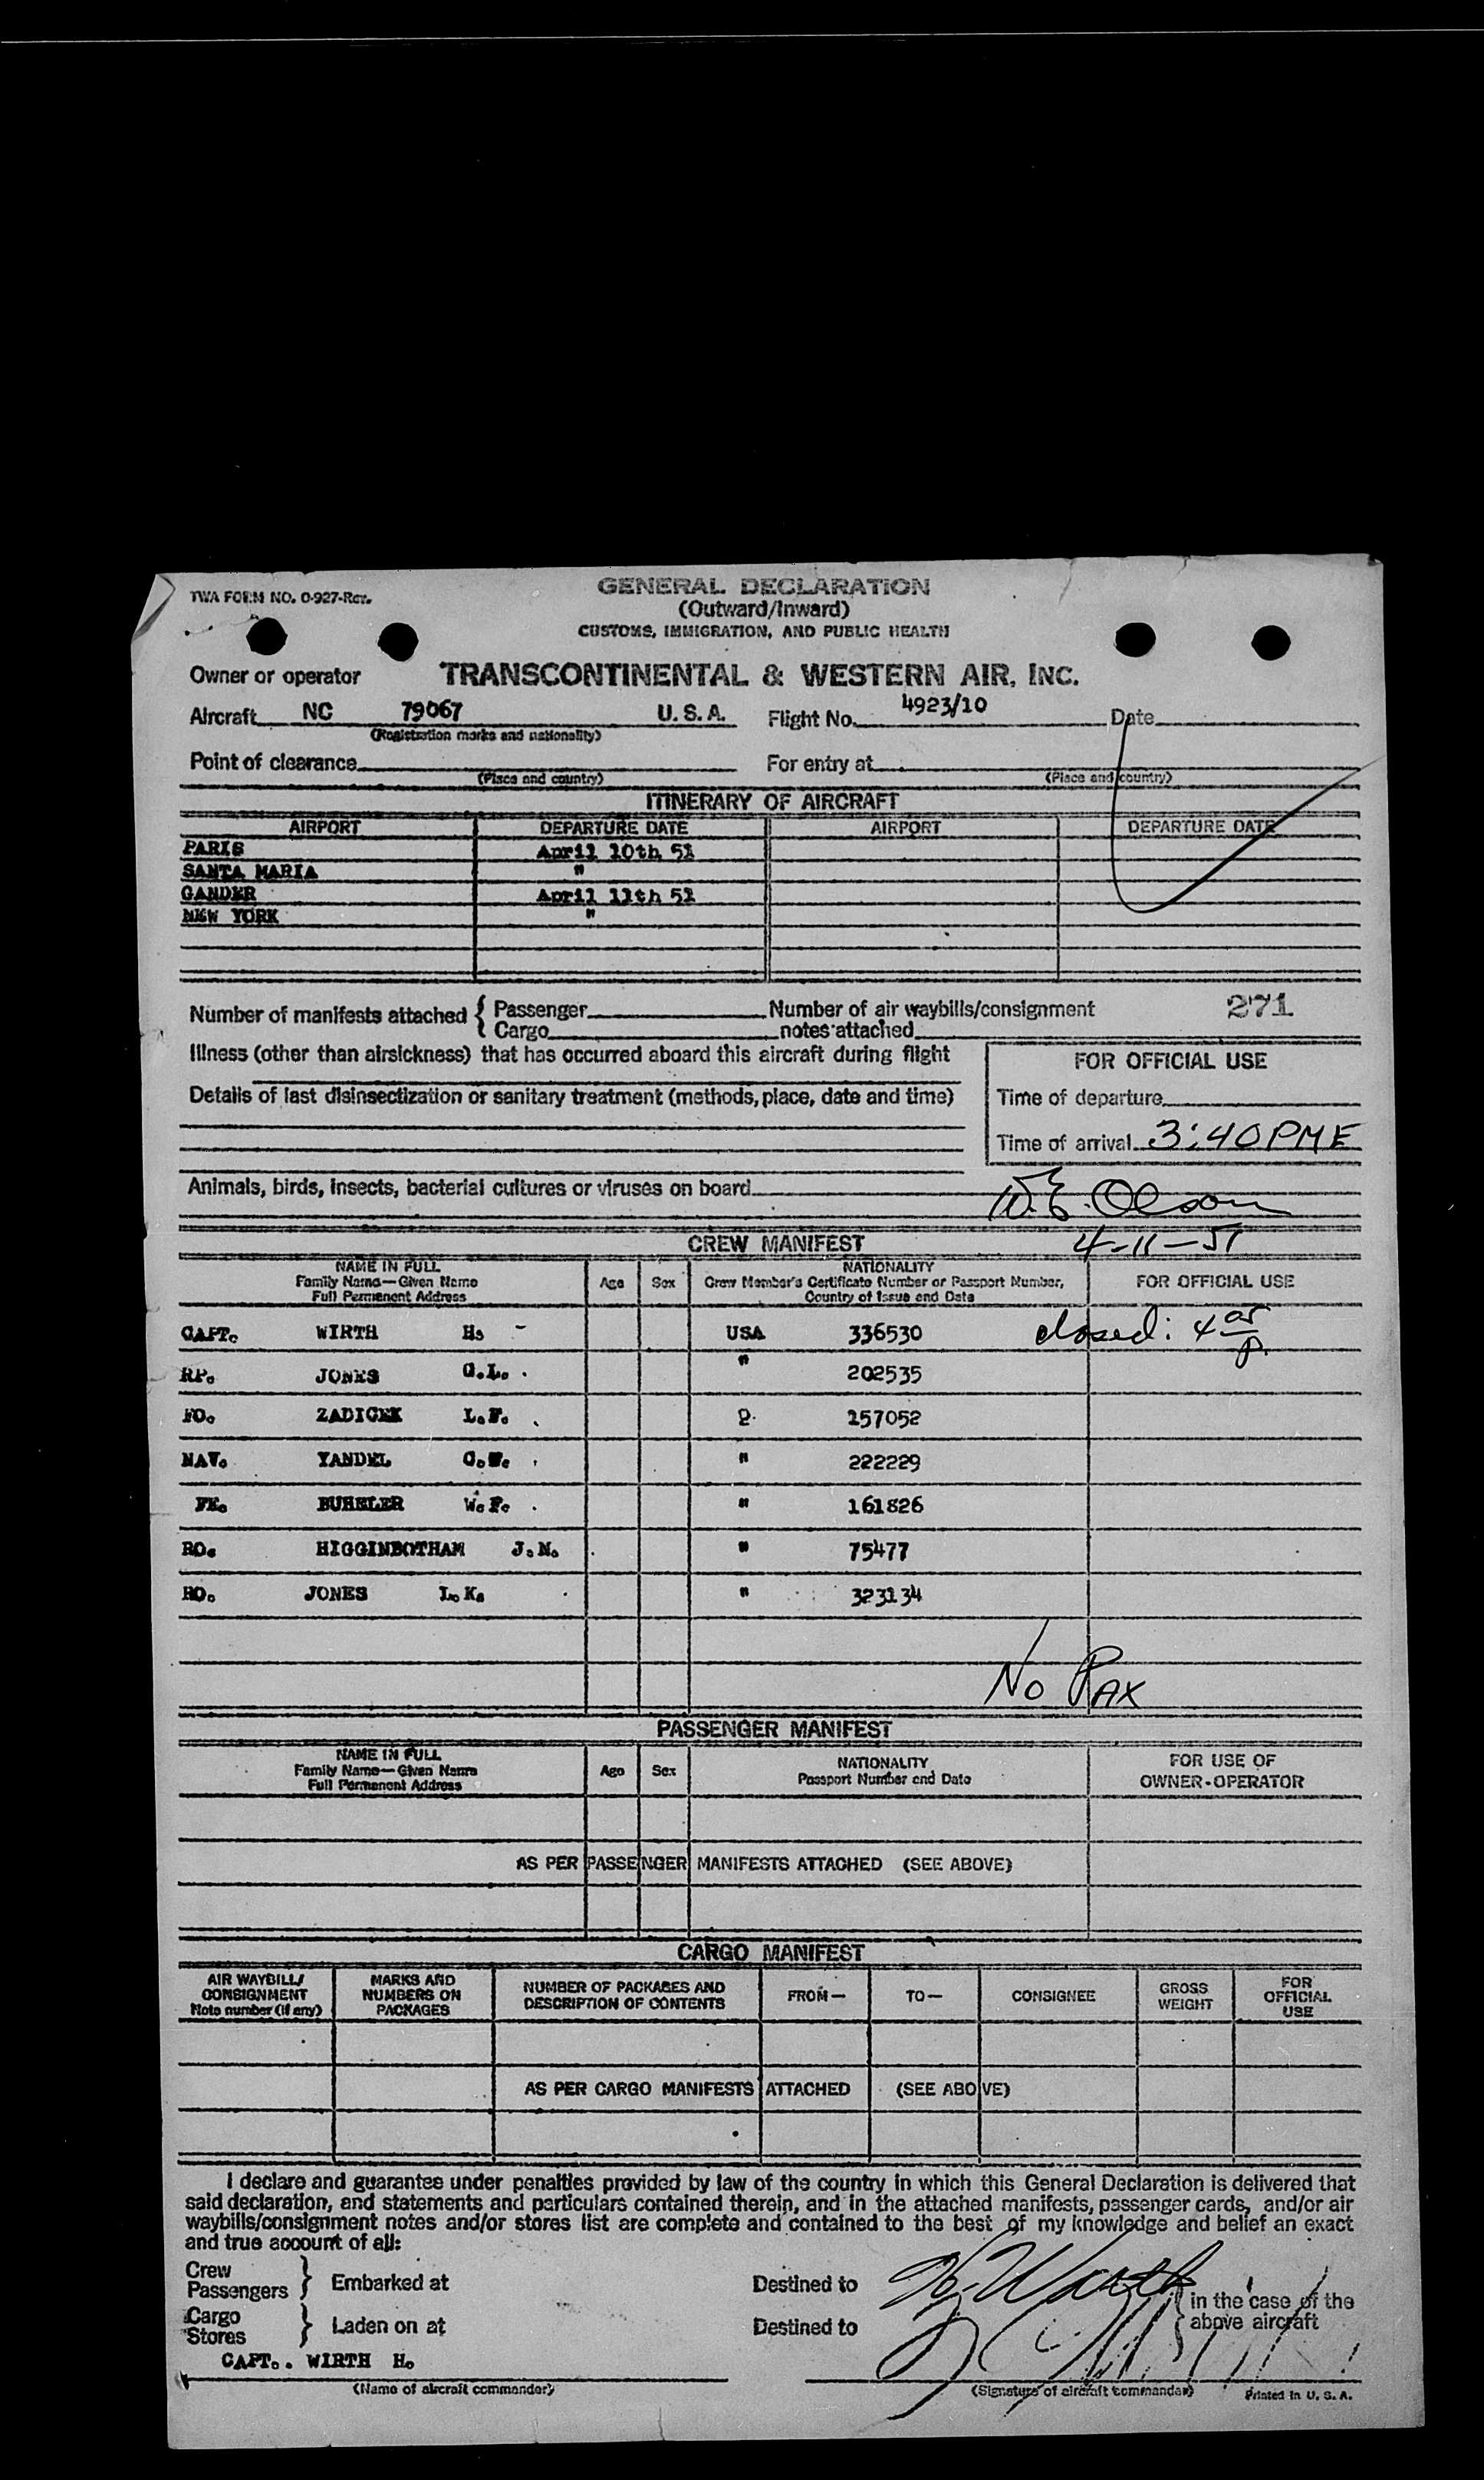 TWA FORM NO. O-927-Rev.
GENERAL DECLARATION
(Outward/Inward)
CUSTOMS, IMMIGRATION, AND PUBLIC HEALTH
Owner or operator TRANSCONTINENTAL & WESTERN AIR, INC.
Aircraft NC 79067 U.S.A. Flight No. 4923/10 Date
(Registration marks and nationality)
Point of clearance For entry at
(Place and country) (Place and country)
ITINERARY OF AIRCRAFT
AIRPORT DEPARTURE DATE AIRPORT DEPARTURE DATE
PARIS April 10th 51
SANTA MARIA "
GANDER April 11th 51
NEW YORK "
Number of manifests attached { Passenger Number of air waybills/consignment 271
Cargo notes attached
Illness (other than airsickness) that has occurred aboard this aircraft during flight
FOR OFFICIAL USE
Details of last disinsectization or sanitary treatment (methods, place, date and time)
Time of departure
Time of arrival 3:40PME
Animals, birds, insects, bacterial cultures or viruses on board
W.E. Olson
CREW MANIFEST 4-11-51
NAME IN FULL
Family Name—Given Name
Full Permanent Address
Age Sex
NATIONALITY
Crew Member's Certificate Number or Passport Number,
Country of Issue and Date
FOR OFFICIAL USE
CAPT. WIRTH H. - USA 336530 closed: 4 05/p.
RP. JONES G.L. " 202535
FO. ZADICEK L.F. 257052
NAV. YANDEL " 222229
FE. W.F. " 161826
RO. HIGGINBOTHAM J.N. " 75477
RO. JONES L.K. " 323134
No PAX
PASSENGER MANIFEST
NAME IN FULL
Family Name—Given Name
Full Permanent Address
Age Sex
NATIONALITY
Passport Number and Date
FOR USE OF
OWNER-OPERATOR
AS PER PASSENGER MANIFESTS ATTACHED (SEE ABOVE)
CARGO MANIFEST
AIR WAYBILL/
CONSIGNMENT
Note number (if any)
MARKS AND
NUMBERS ON
PACKAGES
NUMBER OF PACKAGES AND
DESCRIPTION OF CONTENTS
FROM— TO— CONSIGNEE
GROSS
WEIGHT
FOR
OFFICIAL
USE
AS PER CARGO MANIFESTS ATTACHED (SEE ABOVE)
I declare and guarantee under penalties provided by law of the country in which this General Declaration is delivered that
said declaration, and statements and particulars contained therein, and in the attached manifests, passenger cards, and/or air
waybills/consignment notes and/or stores list are complete and contained to the best of my knowledge and belief an exact
and true account of all:
Crew
Passengers } Embarked at Destined to H. Wirth
in the case of the
Cargo
Stores } Laden on at Destined to above aircraft
CAPT.. WIRTH H.
(Name of aircraft commander) (Signature of aircraft commander) Printed in U. S. A.